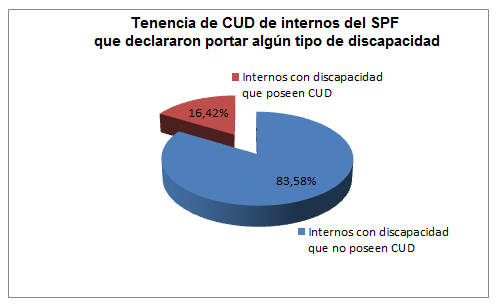 Tenencia de CUD de internos del SPF
que declararon portar algún tipo de discapacidad
Internos con discapacidad
que poseen CUD
16,42%
83,58%
Internos con discapacidad
que no poseen CUD